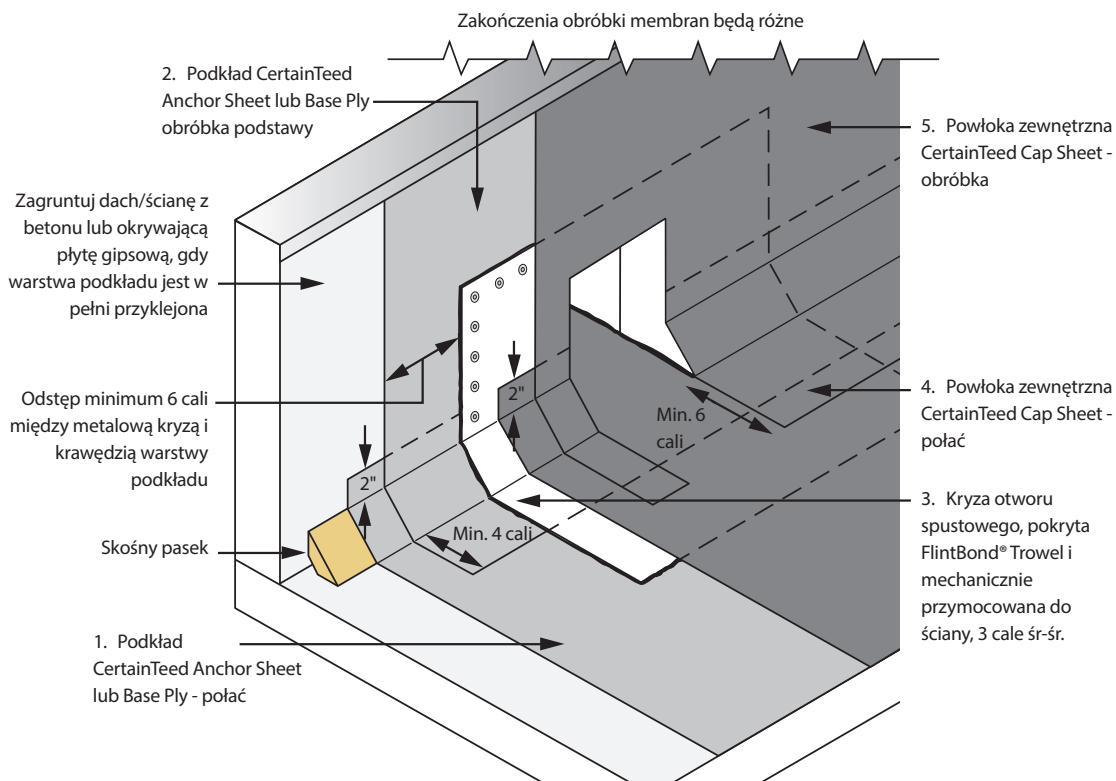 Zakończenia obróbki membran będą różne
2. Podkład CertainTeed
Anchor Sheet lub Base Ply
obróbka podstawy
Zagruntuj dach/ścianę z
betonu lub okrywającą
płytę gipsową, gdy
warstwa podkładu jest w
pełni przyklejona
Odstęp minimum 6 cali
między metalową kryzą i
krawędzią warstwy
podkładu
Skośny pasek
1. Podkład
CertainTeed Anchor Sheet
lub Base Ply - połać
2"
Min. 4 cali
2"
Min. 6
cali
5. Powłoka zewnętrzna
CertainTeed Cap Sheet -
obróbka
4. Powłoka zewnętrzna
CertainTeed Cap Sheet -
połać
3. Kryza otworu
spustowego, pokryta
FlintBond® Trowel i
mechanicznie
przymocowana do
ściany, 3 cale śr-śr.